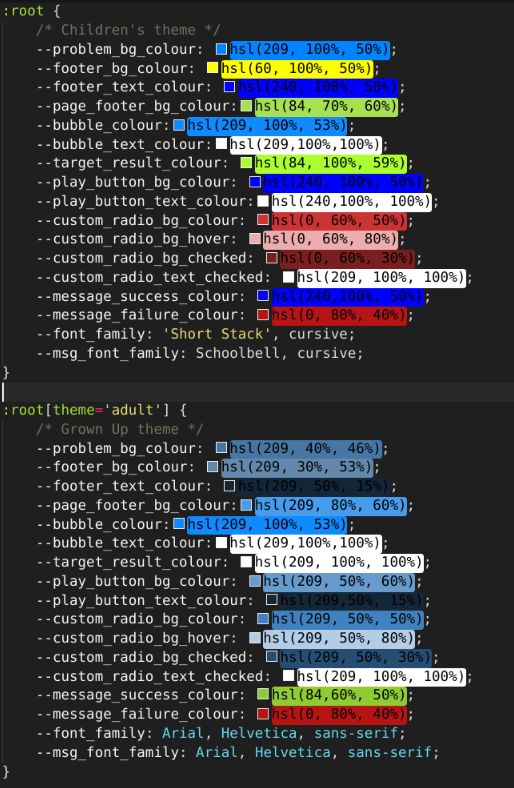 :root {
    /* Children's theme */
    --problem_bg_colour: hsl(209, 100%, 50%);
    --footer_bg_colour: hsl(60, 100%, 50%);
    --footer_text_colour: hsl(240, 100%, 50%);
    --page_footer_bg_colour: hsl(84, 70%, 60%);
    --bubble_colour: hsl(209, 100%, 53%);
    --bubble_text_colour: hsl(209,100%,100%);
    --target_result_colour: hsl(84, 100%, 59%);
    --play_button_bg_colour: hsl(240, 100%, 50%);
    --play_button_text_colour: hsl(240,100%, 100%);
    --custom_radio_bg_colour: hsl(0, 60%, 50%);
    --custom_radio_bg_hover: hsl(0, 60%, 80%);
    --custom_radio_bg_checked: hsl(0, 60%, 30%);
    --custom_radio_text_checked: hsl(209, 100%, 100%);
    --message_success_colour: hsl(240,100%, 50%);
    --message_failure_colour: hsl(0, 80%, 40%);
    --font_family: 'Short Stack', cursive;
    --msg_font_family: Schoolbell, cursive;
}
:root[theme='adult'] {
    /* Grown Up theme */
    --problem_bg_colour: hsl(209, 40%, 46%);
    --footer_bg_colour: hsl(209, 30%, 53%);
    --footer_text_colour: hsl(209, 50%, 15%);
    --page_footer_bg_colour: hsl(209, 80%, 60%);
    --bubble_colour: hsl(209, 100%, 53%);
    --bubble_text_colour: hsl(209,100%,100%);
    --target_result_colour: hsl(209, 100%, 100%);
    --play_button_bg_colour: hsl(209, 50%, 60%);
    --play_button_text_colour: hsl(209,50%, 15%);
    --custom_radio_bg_colour: hsl(209, 50%, 50%);
    --custom_radio_bg_hover: hsl(209, 50%, 80%);
    --custom_radio_bg_checked: hsl(209, 50%, 30%);
    --custom_radio_text_checked: hsl(209, 100%, 100%);
    --message_success_colour: hsl(84,60%, 50%);
    --message_failure_colour: hsl(0, 80%, 40%);
    --font_family: Arial, Helvetica, sans-serif;
    --msg_font_family: Arial, Helvetica, sans-serif;
}